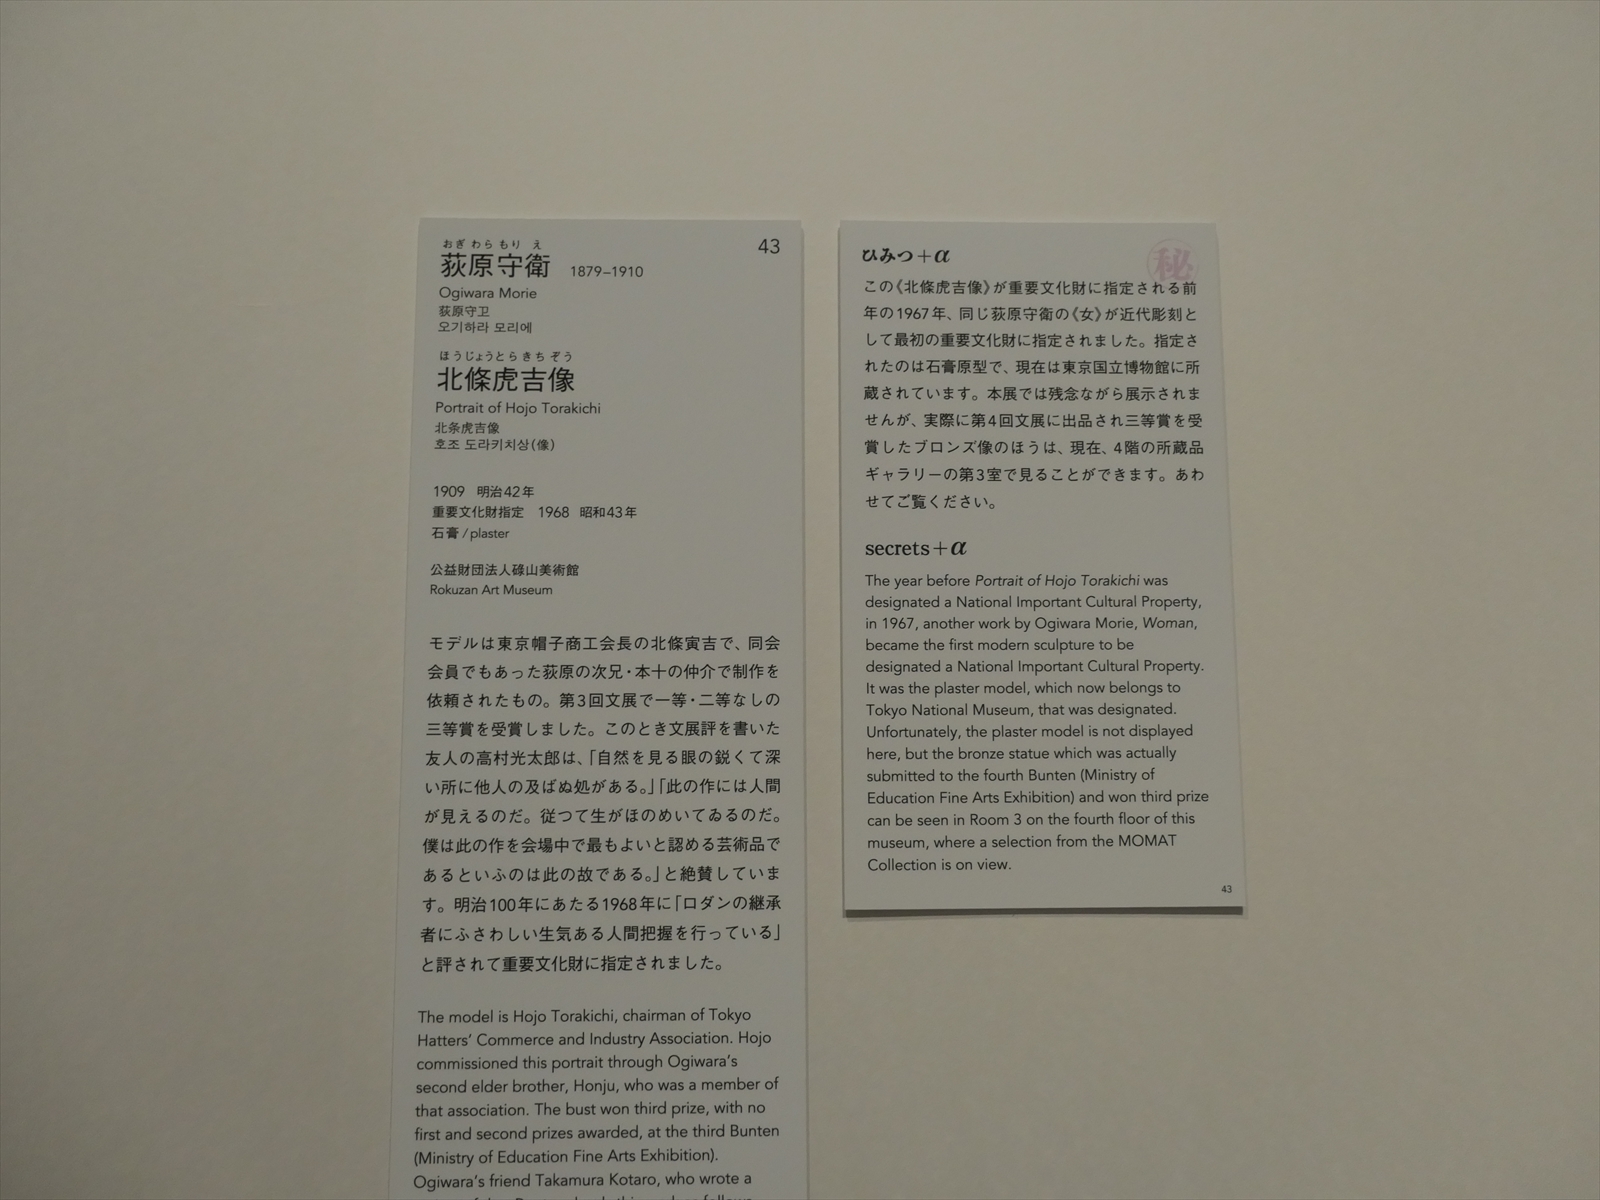 おぎ わら もり え
荻原守衛 1879–1910
43
Ogiwara Morie
荻原守卫
오기하라 모리에
ほうじょうとらきちぞう
北條虎吉像
Portrait of Hojo Torakichi
北条虎吉像
호조 도라키치상(像)
1909 明治42年
重要文化財指定 1968 昭和43年
石膏 / plaster
公益財団法人碌山美術館
Rokuzan Art Museum
モデルは東京帽子商工会長の北條寅吉で、同会
会員でもあった荻原の次兄・本十の仲介で制作を
依頼されたもの。第3回文展で一等・二等なしの
三等賞を受賞しました。このとき文展評を書いた
友人の高村光太郎は、「自然を見る眼の鋭くて深
い所に他人の及ばぬ処がある。」「此の作には人間
が見えるのだ。従つて生がほのめいてゐるのだ。
僕は此の作を会場中で最もよいと認める芸術品で
あるといふのは此の故である。」と絶賛していま
す。明治100年にあたる1968年に「ロダンの継承
者にふさわしい生気ある人間把握を行っている」
と評されて重要文化財に指定されました。
The model is Hojo Torakichi, chairman of Tokyo
Hatters’ Commerce and Industry Association. Hojo
commissioned this portrait through Ogiwara’s
second elder brother, Honju, who was a member of
that association. The bust won third prize, with no
first and second prizes awarded, at the third Bunten
(Ministry of Education Fine Arts Exhibition).
Ogiwara’s friend Takamura Kotaro, who wrote a
ひみつ+α
秘
この《北條虎吉像》が重要文化財に指定される前
年の1967年、同じ荻原守衛の《女》が近代彫刻と
して最初の重要文化財に指定されました。指定さ
れたのは石膏原型で、現在は東京国立博物館に所
蔵されています。本展では残念ながら展示されま
せんが、実際に第4回文展に出品され三等賞を受
賞したブロンズ像のほうは、現在、4階の所蔵品
ギャラリーの第3室で見ることができます。あわ
せてご覧ください。
secrets+α
The year before Portrait of Hojo Torakichi was
designated a National Important Cultural Property,
in 1967, another work by Ogiwara Morie, Woman,
became the first modern sculpture to be
designated a National Important Cultural Property.
It was the plaster model, which now belongs to
Tokyo National Museum, that was designated.
Unfortunately, the plaster model is not displayed
here, but the bronze statue which was actually
submitted to the fourth Bunten (Ministry of
Education Fine Arts Exhibition) and won third prize
can be seen in Room 3 on the fourth floor of this
museum, where a selection from the MOMAT
Collection is on view.
43